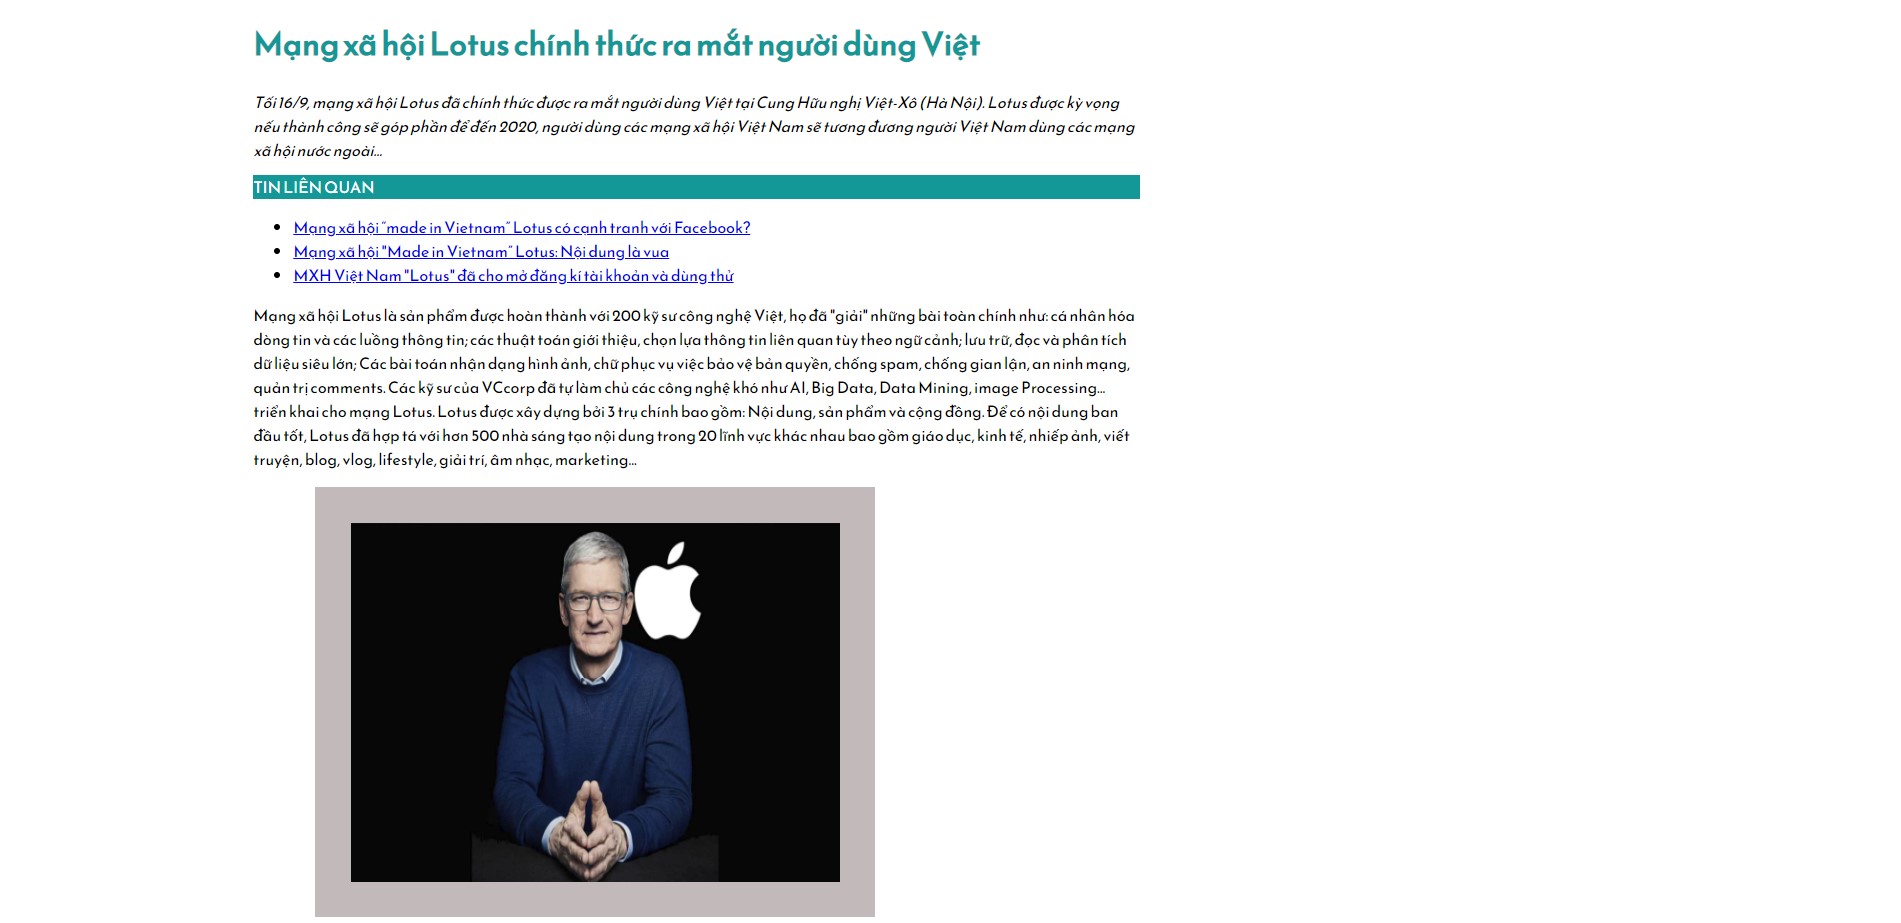 Mạng xã hội Lotus chính thức ra mắt người dùng Việt
Tối 16/9, mạng xã hội Lotus đã chính thức được ra mắt người dùng Việt tại Cung Hữu nghị Việt-Xô (Hà Nội). Lotus được kỳ vọng
nếu thành công sẽ góp phần để đến 2020, người dùng các mạng xã hội Việt Nam sẽ tương đương người Việt Nam dùng các mạng
xã hội nước ngoài...
TIN LIÊN QUAN
Mạng xã hội “made in Vietnam” Lotus có cạnh tranh với Facebook?
Mạng xã hội "Made in Vietnam” Lotus: Nội dung là vua
MXH Việt Nam "Lotus" đã cho mở đăng kí tài khoản và dùng thử
Mạng xã hội Lotus là sản phẩm được hoàn thành với 200 kỹ sư công nghệ Việt, họ đã "giải" những bài toàn chính như: cá nhân hóa
dòng tin và các luồng thông tin; các thuật toán giới thiệu, chọn lựa thông tin liên quan tùy theo ngữ cảnh; lưu trữ, đọc và phân tích
dữ liệu siêu lớn; Các bài toán nhận dạng hình ảnh, chữ phục vụ việc bảo vệ bản quyền, chống spam, chống gian lận, an ninh mạng,
quản trị comments. Các kỹ sư của VCcorp đã tự làm chủ các công nghệ khó như AI, Big Data, Data Mining, image Processing...
triển khai cho mạng Lotus. Lotus được xây dựng bởi 3 trụ chính bao gồm: Nội dung, sản phẩm và cộng đồng. Để có nội dung ban
đầu tốt, Lotus đã hợp tá với hơn 500 nhà sáng tạo nội dung trong 20 lĩnh vực khác nhau bao gồm giáo dục, kinh tế, nhiếp ảnh, viết
truyện, blog, vlog, lifestyle, giải trí, âm nhạc, marketing...